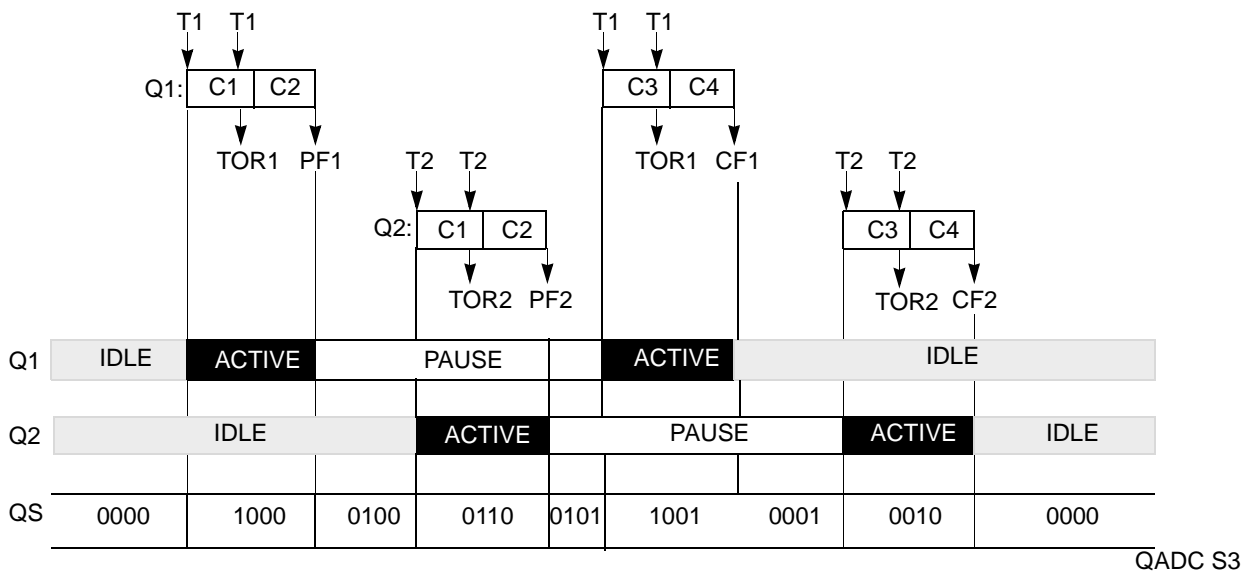 T1 T1 T1 T1
Q1: C1 C2 C3 C4
TOR1 PF1 T2 T2 TOR1 CF1 T2 T2
Q2: C1 C2 C3 C4
TOR2 PF2 TOR2 CF2
Q1 IDLE ACTIVE PAUSE ACTIVE IDLE
Q2 IDLE ACTIVE PAUSE ACTIVE IDLE
QS 0000 1000 0100 0110 0101 1001 0001 0010 0000
QADC S3